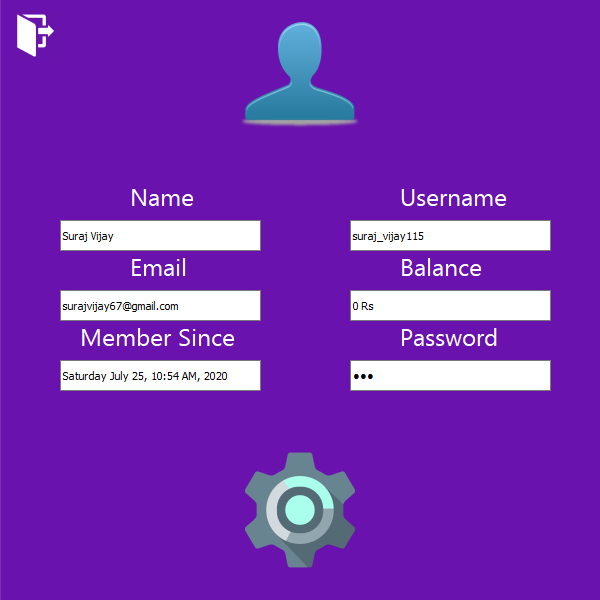 Name
Username
Suraj Vijay
suraj_vijay115
Email
Balance
surajvijay67@gmail.com
0 Rs
Member Since
Password
Saturday July 25, 10:54 AM, 2020
●●●